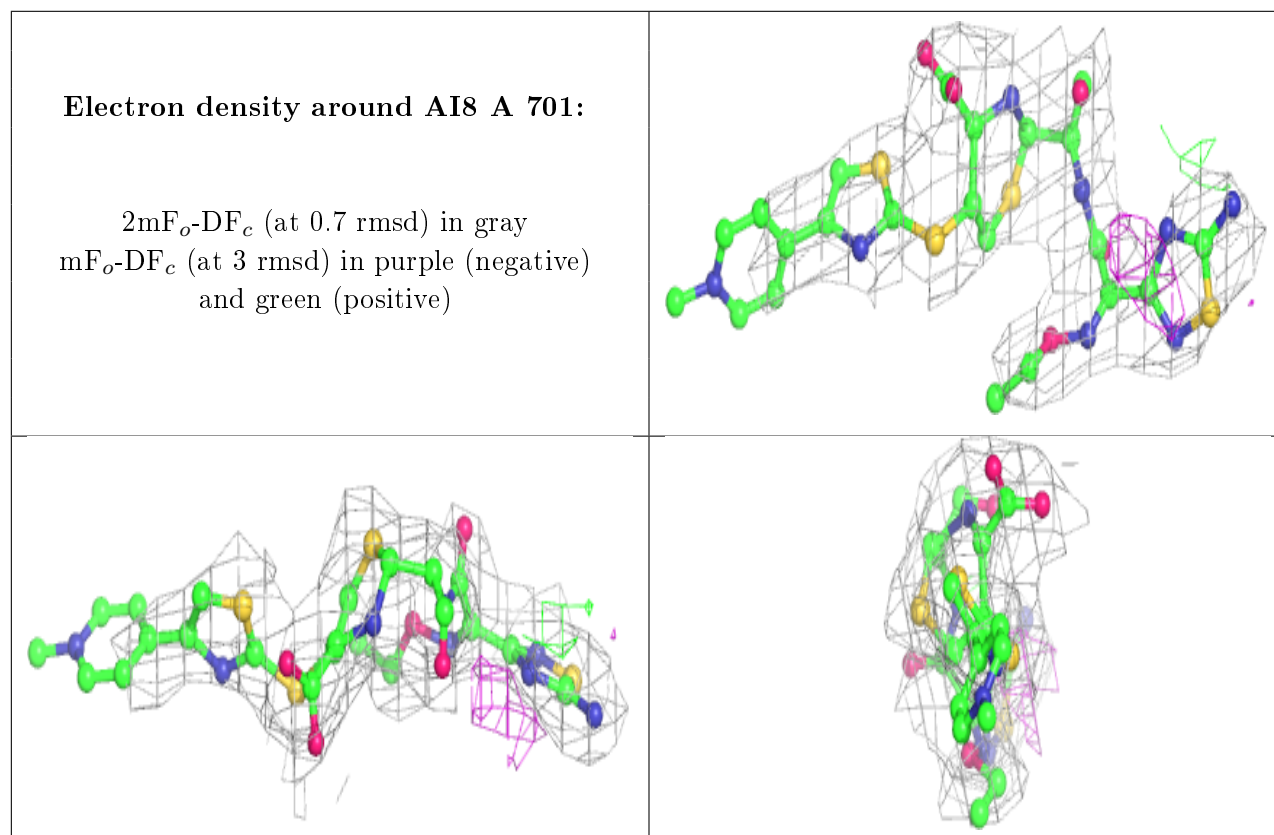 Electron density around AI8 A 701:
2mFo-DFc (at 0.7 rmsd) in gray
mFo-DFc (at 3 rmsd) in purple (negative)
and green (positive)